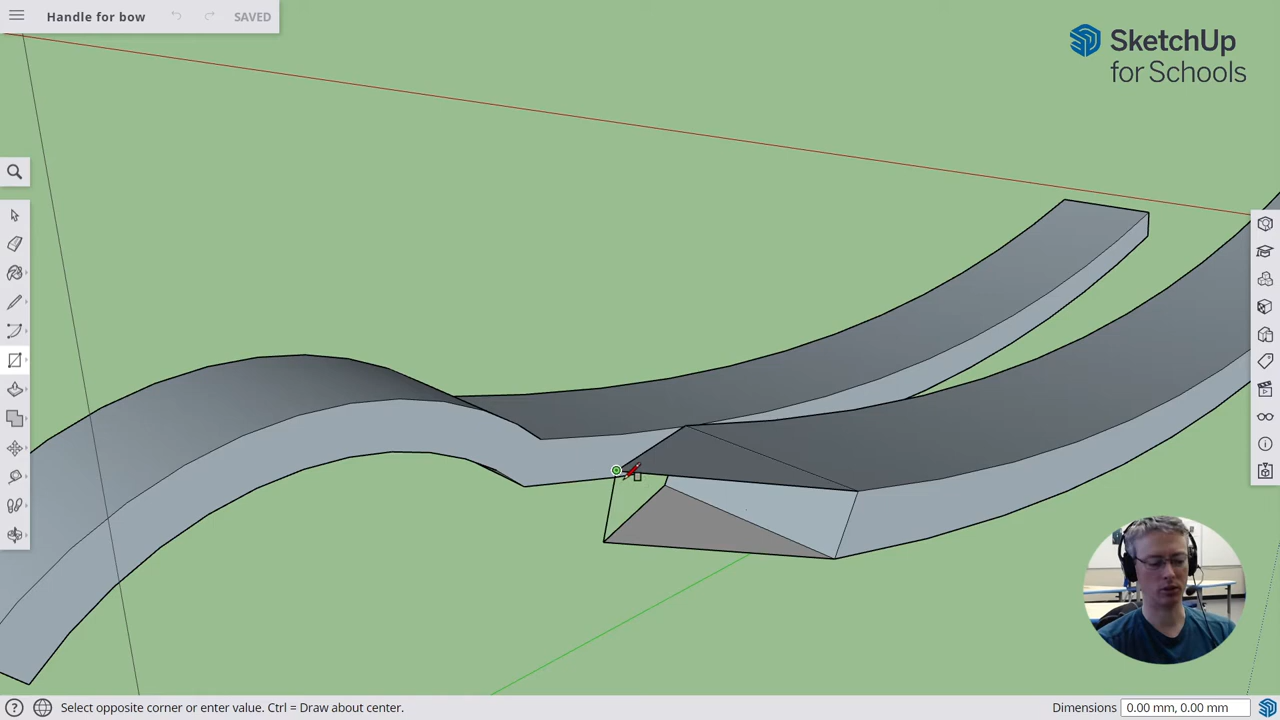 Handle for bow
SAVED
SketchUp
for Schools
Select opposite corner or enter value. Ctrl = Draw about center.
Dimensions
0.00 mm, 0.00 mm